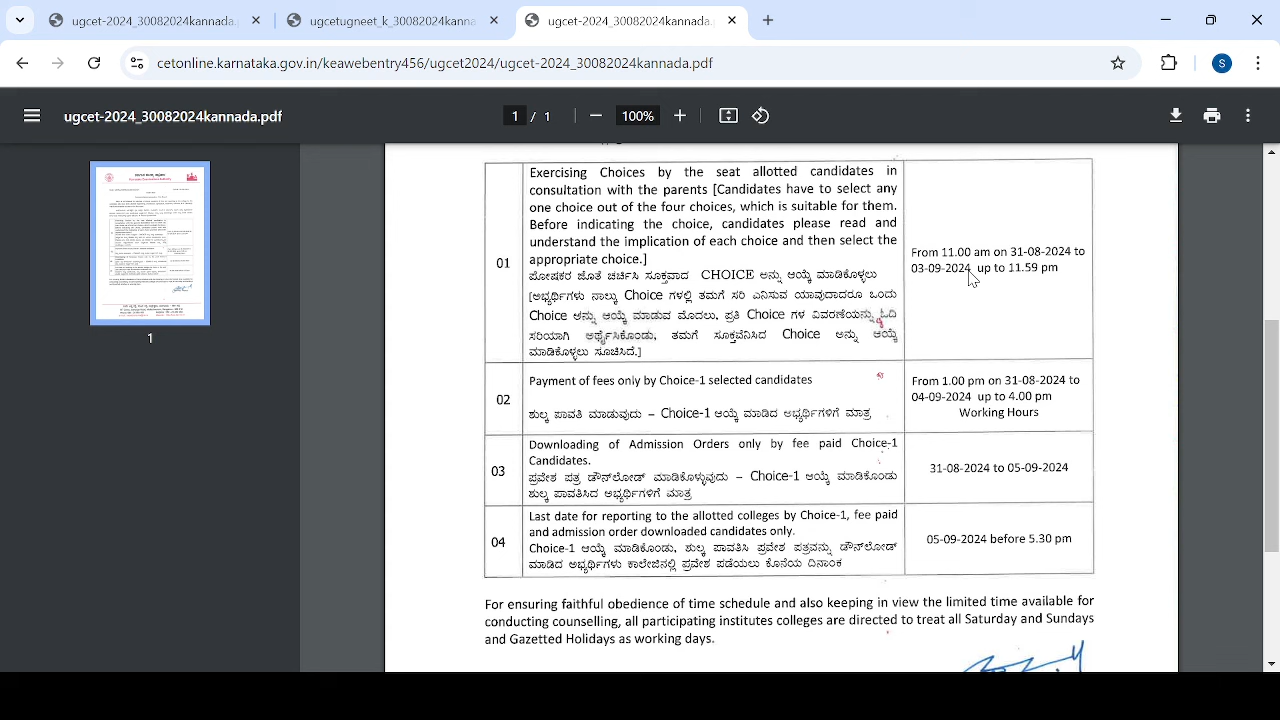 ugcet-2024_30082024kannada.
ugcetugneet_k_30082024kanna
ugcet-2024_30082024kannada.
cetonline.karnataka.gov.in/keawebentry456/ugcet2024/ugcet-2024_30082024kannada.pdf
S
ugcet-2024_30082024kannada.pdf
1 / 1
100%
1
01
Exercising Choices by the seat allotted candidates in
consultation with the parents [Candidates have to select any
one choice out of the four choices, which is suitable for them.
Before indicating the choice, candidates please read and
understand the implication of each choice and then select the
appropriate choice.]
ಪೋಷಕರ ಜೊತೆ ಚರ್ಚಿಸಿ ಸೂಕ್ತವಾದ CHOICE ಅನ್ನು ಆಯ್ಕೆ ಮಾಡಿಕೊಳ್ಳಲು
[ಅಭ್ಯರ್ಥಿಗಳು ನಾಲ್ಕು Choice ಗಳಲ್ಲಿ ತಮಗೆ ಸರಿ ಎನಿಸುವ ಯಾವುದಾದರೂ ಒಂದು
Choice ಅನ್ನು ಆಯ್ಕೆ ಮಾಡುವ ಮೊದಲು, ಪ್ರತಿ Choice ಗಳ ವಿವರಣೆಯನ್ನು ಓದಿ
ಸರಿಯಾಗಿ ಅರ್ಥೈಸಿಕೊಂಡು, ತಮಗೆ ಸೂಕ್ತವೆನಿಸಿದ Choice ಅನ್ನು ಆಯ್ಕೆ
ಮಾಡಿಕೊಳ್ಳಲು ಸೂಚಿಸಿದೆ.]
From 11.00 am on 31-08-2024 to
03-09-2024 up to 11.59 pm
02
Payment of fees only by Choice-1 selected candidates
ಶುಲ್ಕ ಪಾವತಿ ಮಾಡುವುದು – Choice-1 ಆಯ್ಕೆ ಮಾಡಿದ ಅಭ್ಯರ್ಥಿಗಳಿಗೆ ಮಾತ್ರ
From 1.00 pm on 31-08-2024 to
04-09-2024 up to 4.00 pm
Working Hours
03
Downloading of Admission Orders only by fee paid Choice-1
Candidates.
ಪ್ರವೇಶ ಪತ್ರ ಡೌನ್‌ಲೋಡ್ ಮಾಡಿಕೊಳ್ಳುವುದು – Choice-1 ಆಯ್ಕೆ ಮಾಡಿಕೊಂಡು
ಶುಲ್ಕ ಪಾವತಿಸಿದ ಅಭ್ಯರ್ಥಿಗಳಿಗೆ ಮಾತ್ರ
31-08-2024 to 05-09-2024
04
Last date for reporting to the allotted colleges by Choice-1, fee paid
and admission order downloaded candidates only.
Choice-1 ಆಯ್ಕೆ ಮಾಡಿಕೊಂಡು, ಶುಲ್ಕ ಪಾವತಿಸಿ ಪ್ರವೇಶ ಪತ್ರವನ್ನು ಡೌನ್‌ಲೋಡ್
ಮಾಡಿದ ಅಭ್ಯರ್ಥಿಗಳು ಕಾಲೇಜಿನಲ್ಲಿ ಪ್ರವೇಶ ಪಡೆಯಲು ಕೊನೆಯ ದಿನಾಂಕ
05-09-2024 before 5.30 pm
For ensuring faithful obedience of time schedule and also keeping in view the limited time available for
conducting counselling, all participating institutes colleges are directed to treat all Saturday and Sundays
and Gazetted Holidays as working days.